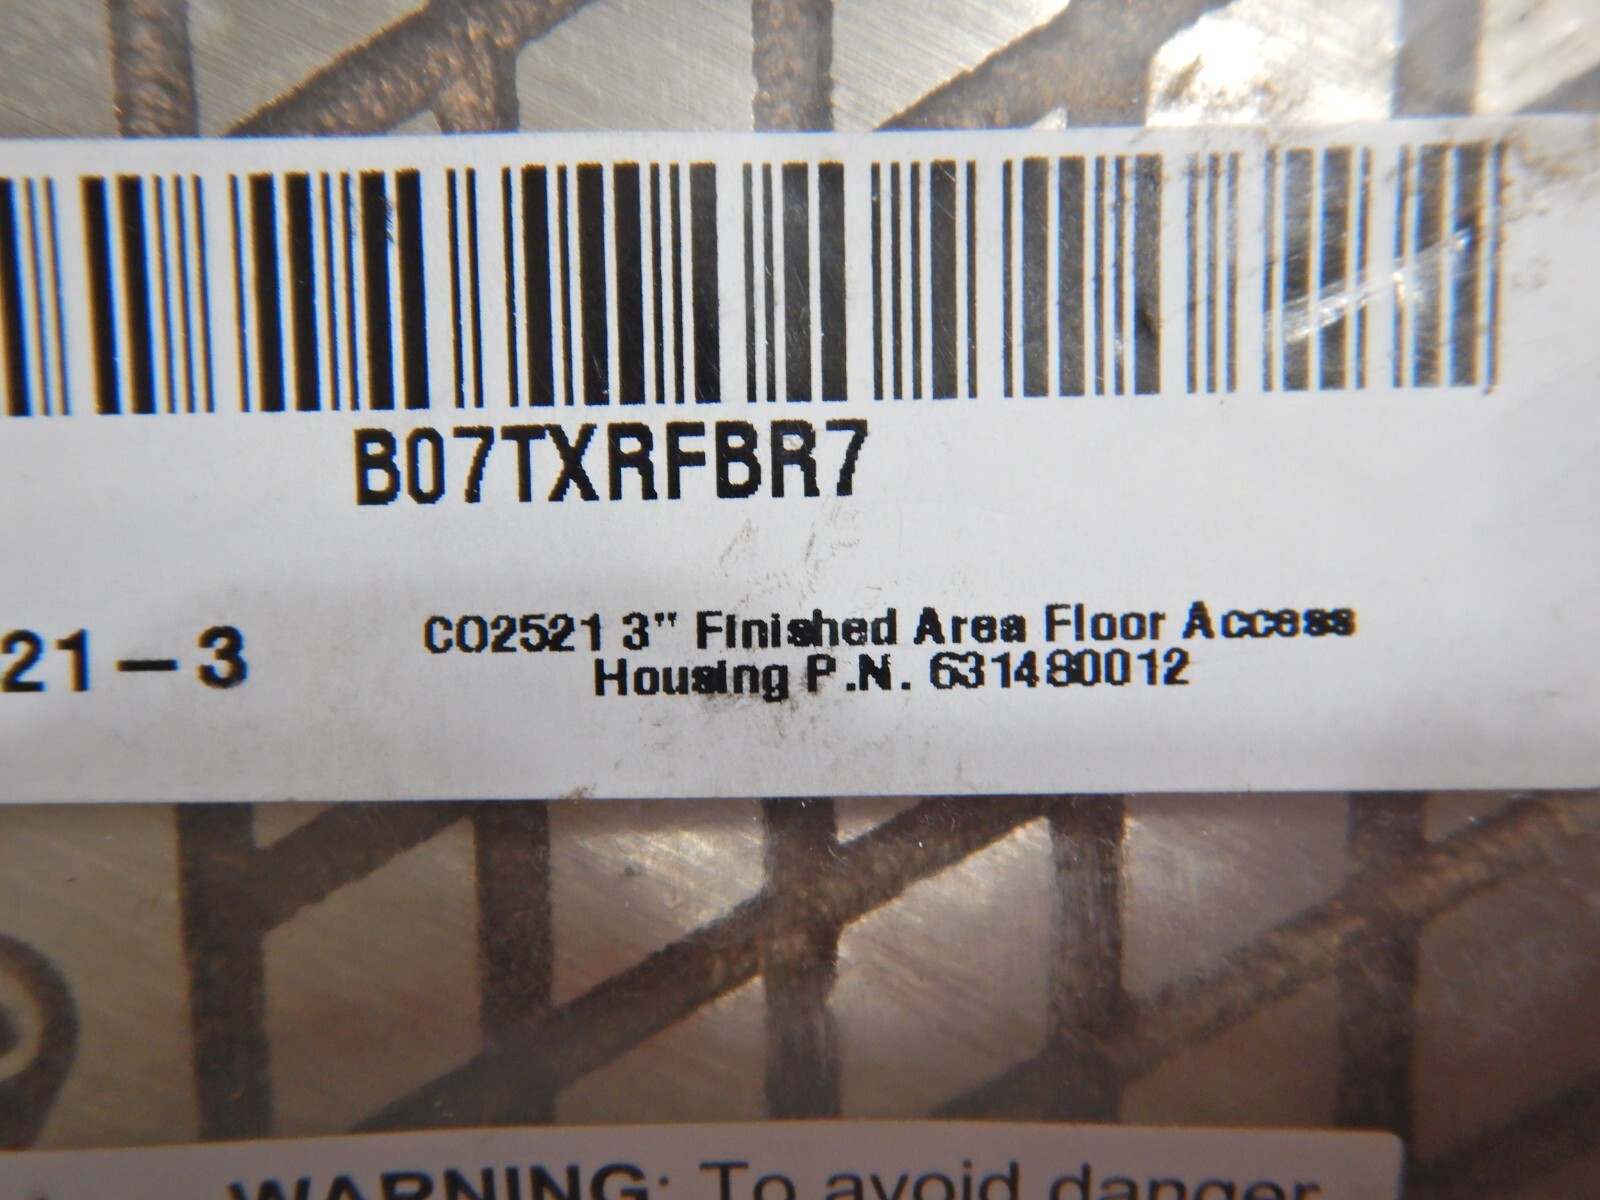 B07TXRFBR7
21-3
CO2521 3" Finished Area Floor Access
Housing P.N. 631480012
WARNING: To avoid danger